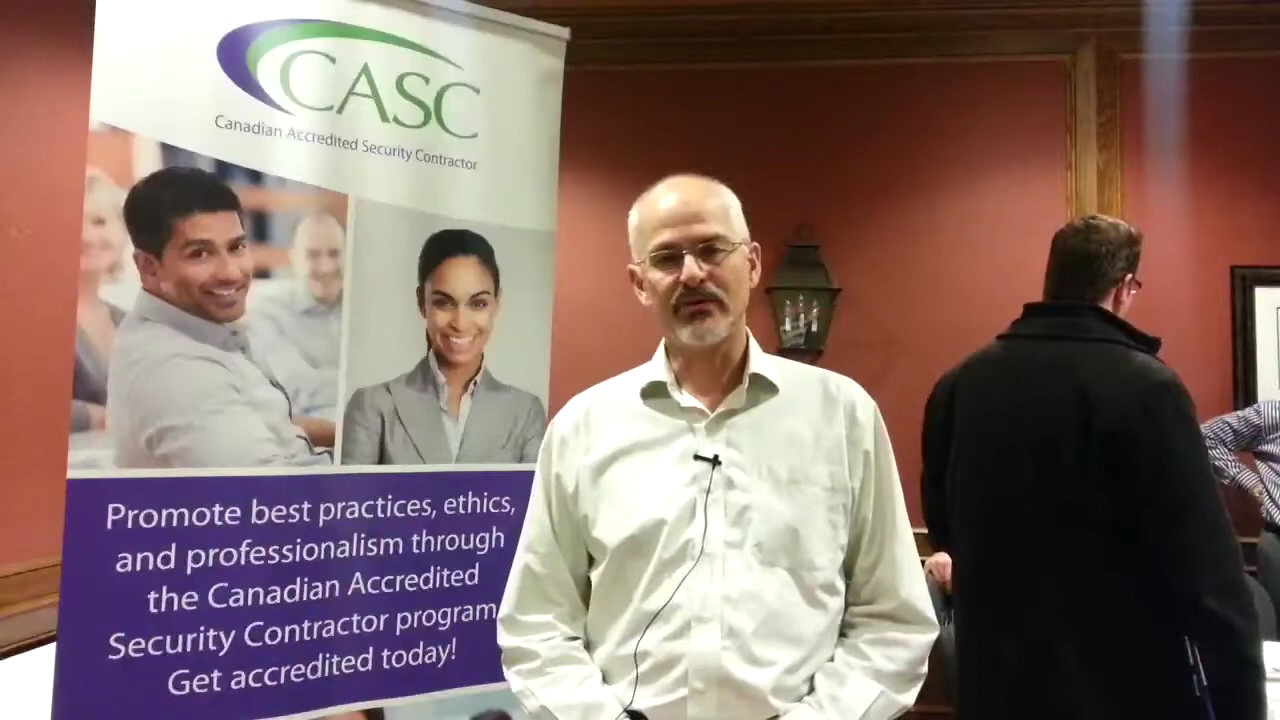 CASC
Canadian Accredited Security Contractor
Promote best practices, ethics,
and professionalism through
the Canadian Accredited
Security Contractor program.
Get accredited today!